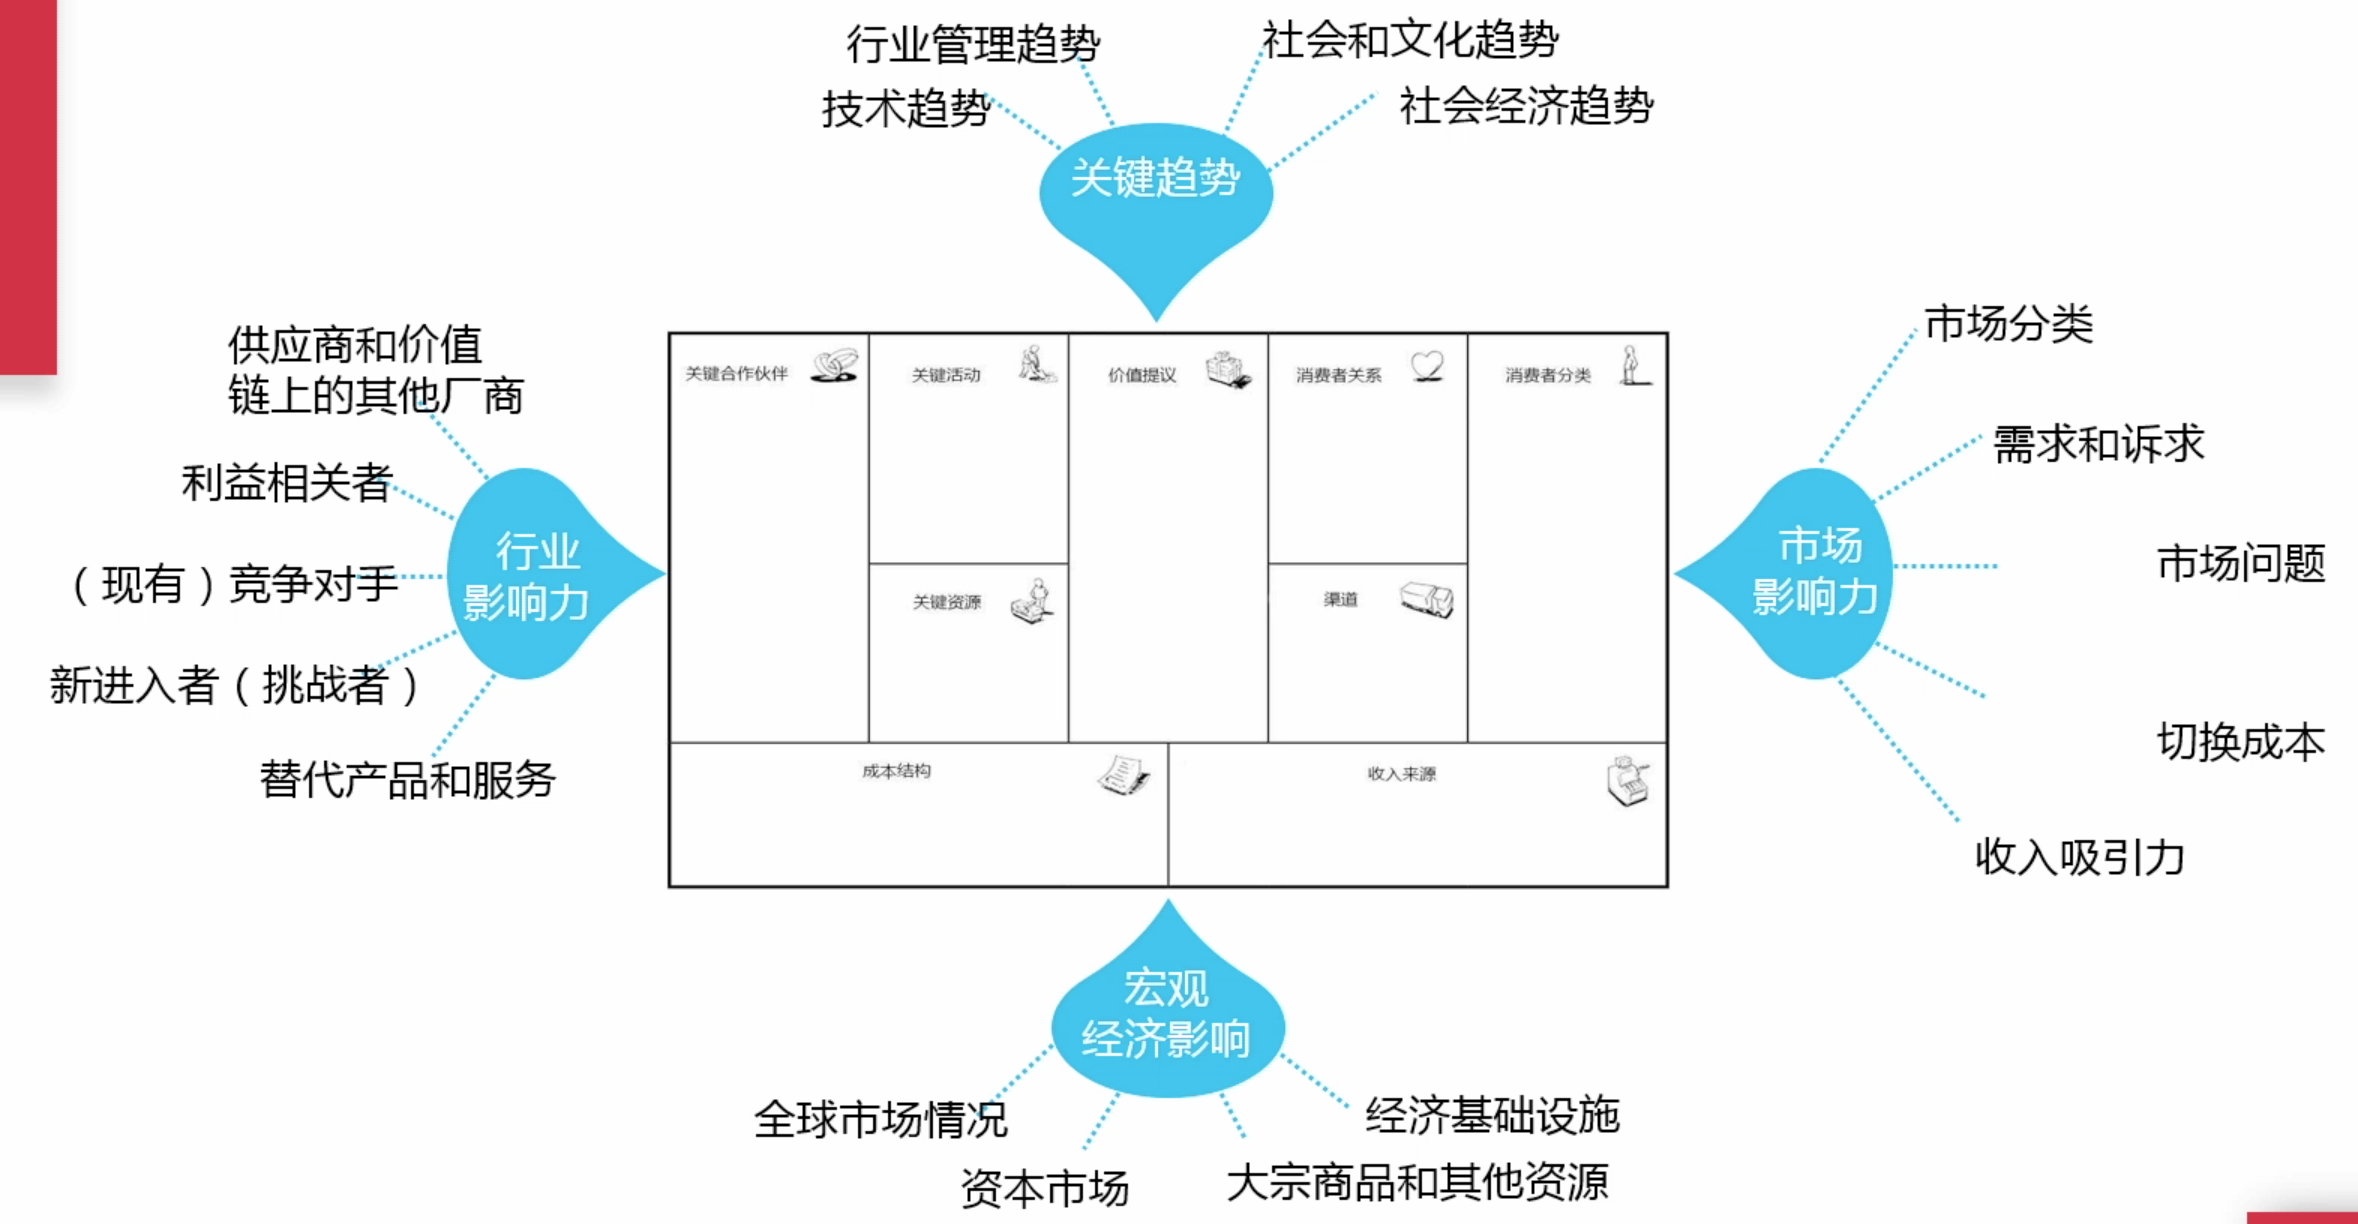 行业管理趋势
社会和文化趋势
技术趋势
社会经济趋势
关键趋势
供应商和价值
链上的其他厂商
利益相关者
（现有）竞争对手
新进入者（挑战者）
替代产品和服务
行业
影响力
关键合作伙伴
关键活动
价值提议
消费者关系
消费者分类
关键资源
渠道
成本结构
收入来源
市场
影响力
市场分类
需求和诉求
市场问题
切换成本
收入吸引力
宏观
经济影响
全球市场情况
经济基础设施
资本市场
大宗商品和其他资源